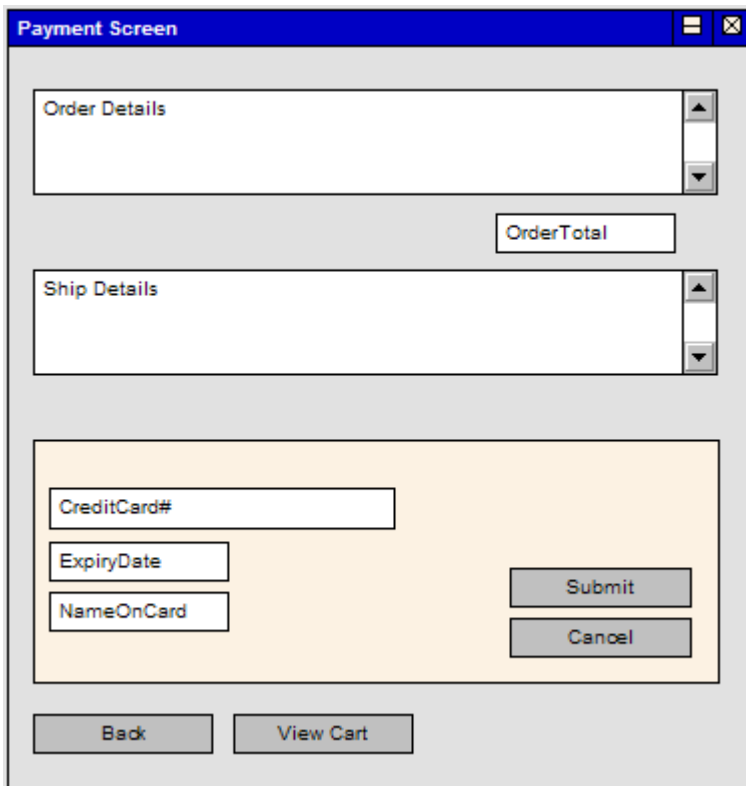 Payment Screen
Order Details
OrderTotal
Ship Details
CreditCard#
ExpiryDate
NameOnCard
Submit
Cancel
Back
View Cart